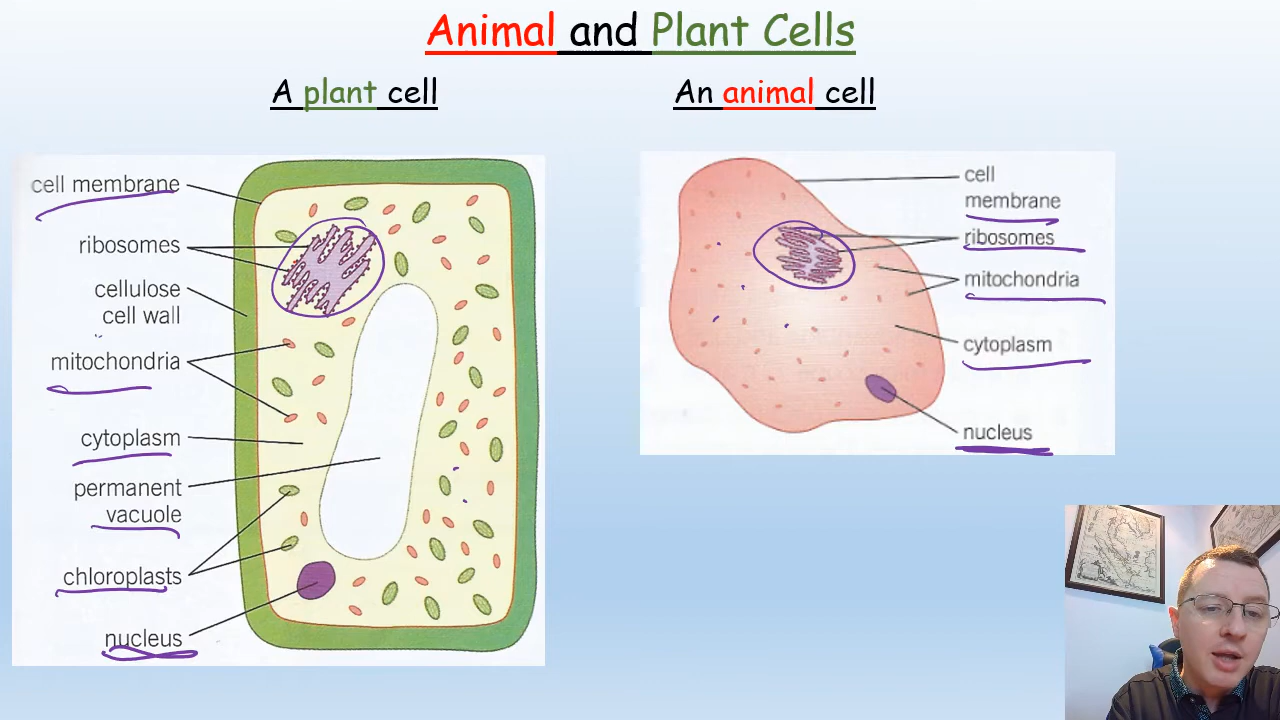 Animal and Plant Cells
A plant cell
An animal cell
cell membrane
ribosomes
cellulose
cell wall
mitochondria
cytoplasm
permanent
vacuole
chloroplasts
nucleus
cell
membrane
ribosomes
mitochondria
cytoplasm
nucleus